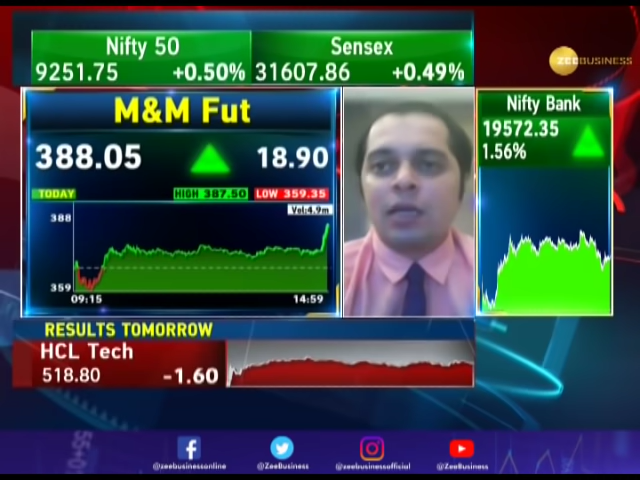 Nifty 50
9251.75 +0.50%
Sensex
31607.86 +0.49%
ZEEBUSINESS
M&M Fut
388.05 18.90
TODAY HIGH 387.50 LOW 359.35
Vol:4.9m
388
359
09:15 14:59
Nifty Bank
19572.35
1.56%
RESULTS TOMORROW
HCL Tech
518.80 -1.60
@zeebusinessonline
@ZeeBusiness
@zeebusinessofficial
@ZeeBusiness